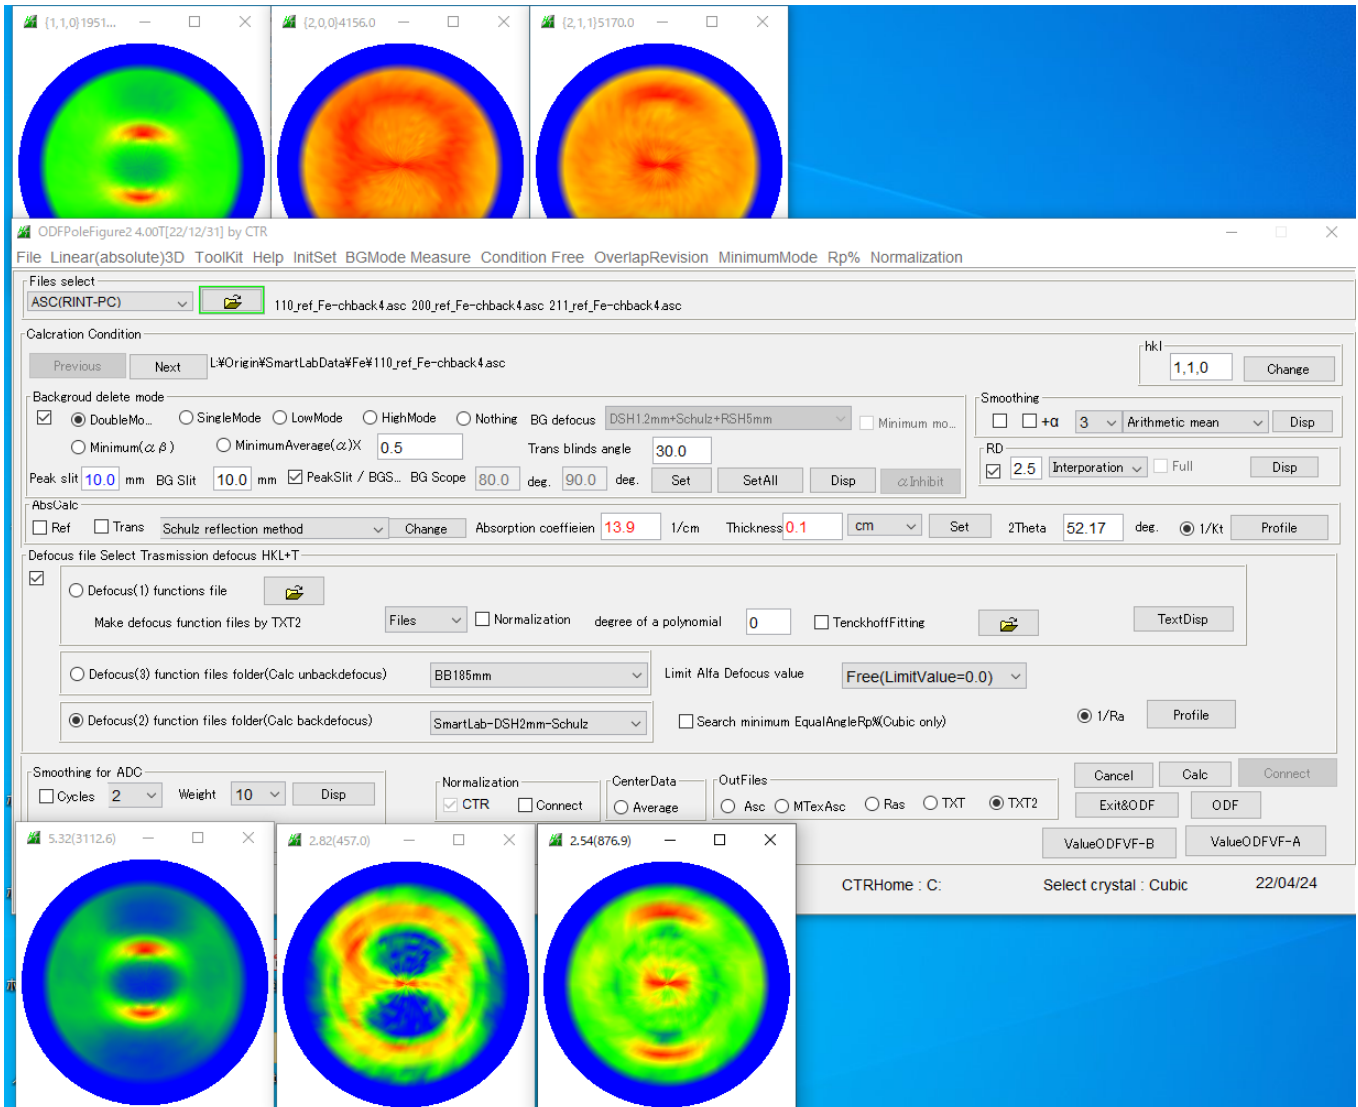 {1,1,0}1951...
{2,0,0}4156.0
{2,1,1}5170.0
ODFPoleFigure2 4.00T[22/12/31] by CTR
File Linear(absolute)3D ToolKit Help InitSet BGMode Measure Condition Free OverlapRevision MinimumMode Rp% Normalization
Files select
ASC(RINT-PC)
110_ref_Fe-chback4.asc 200_ref_Fe-chback4.asc 211_ref_Fe-chback4.asc
Calcration Condition
Previous Next L:¥Origin¥SmartLabData¥Fe¥110_ref_Fe-chback4.asc
hkl
1,1,0 Change
Backgroud delete mode
DoubleMo... SingleMode LowMode HighMode Nothing BG defocus DSH1.2mm+Schulz+RSH5mm Minimum mo...
Minimum(αβ) MinimumAverage(α)X 0.5 Trans blinds angle 30.0
Peak slit 10.0 mm BG Slit 10.0 mm PeakSlit / BGS... BG Scope 80.0 deg. 90.0 deg. Set SetAll Disp αInhibit
Smoothing
+α 3 Arithmetic mean Disp
RD
2.5 Interporation Full Disp
AbsCalc
Ref Trans Schulz reflection method Change Absorption coeffieien 13.9 1/cm Thickness 0.1 cm Set 2Theta 52.17 deg. 1/Kt Profile
Defocus file Select Trasmission defocus HKL+T
Defocus(1) functions file
Make defocus function files by TXT2 Files Normalization degree of a polynomial 0 TenckhoffFitting TextDisp
Defocus(3) function files folder(Calc unbackdefocus) BB185mm Limit Alfa Defocus value Free(LimitValue=0.0)
Defocus(2) function files folder(Calc backdefocus) SmartLab-DSH2mm-Schulz Search minimum EqualAngleRp%(Cubic only) 1/Ra Profile
Smoothing for ADC
Cycles 2 Weight 10 Disp
Normalization
CTR Connect
CenterData
Average
OutFiles
Asc MTexAsc Ras TXT TXT2
Cancel Calc Connect
Exit&ODF ODF
ValueODFVF-B ValueODFVF-A
5.32(3112.6)
2.82(457.0)
2.54(876.9)
CTRHome : C: Select crystal : Cubic 22/04/24